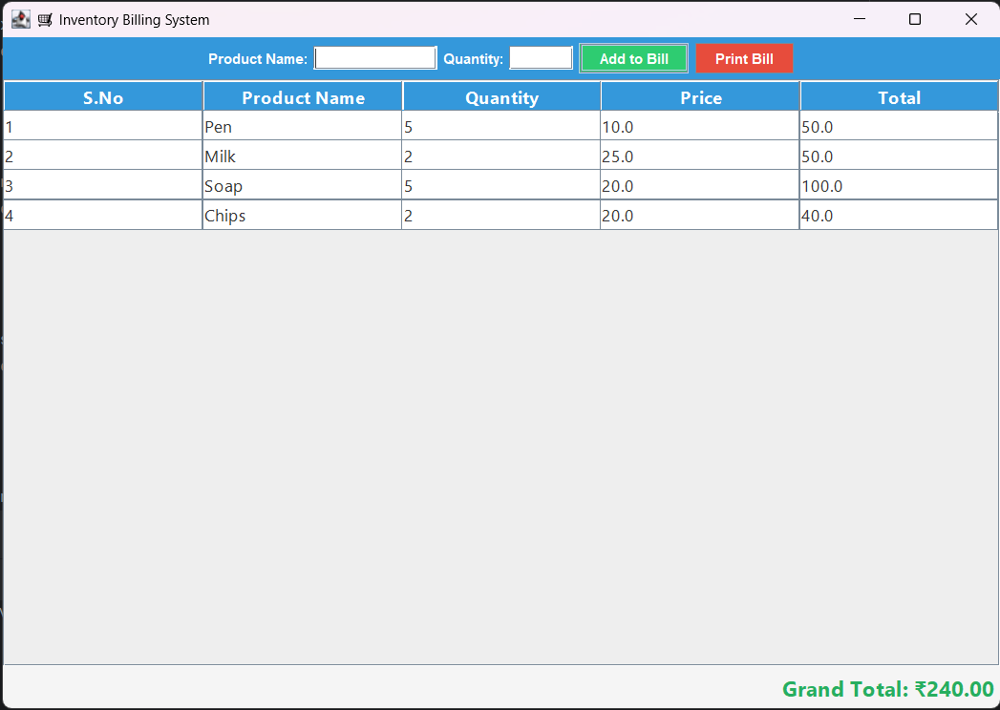 Inventory Billing System
Product Name: Quantity: Add to Bill Print Bill
S.No Product Name Quantity Price Total
1 Pen 5 10.0 50.0
2 Milk 2 25.0 50.0
3 Soap 5 20.0 100.0
4 Chips 2 20.0 40.0
Grand Total: ₹240.00